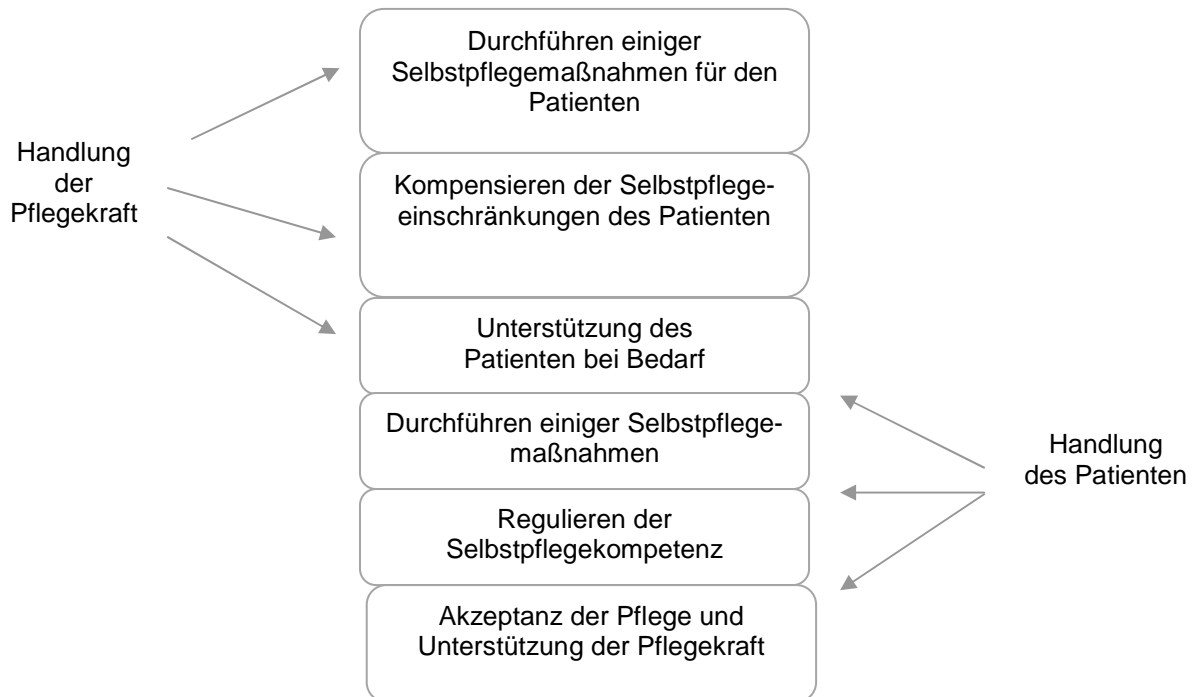 Durchführen einiger
Selbstpflegemaßnahmen für den
Patienten
Handlung
der
Pflegekraft
Kompensieren der Selbstpflege-
einschränkungen des Patienten
Unterstützung des
Patienten bei Bedarf
Durchführen einiger Selbstpflege-
maßnahmen
Handlung
des Patienten
Regulieren der
Selbstpflegekompetenz
Akzeptanz der Pflege und
Unterstützung der Pflegekraft